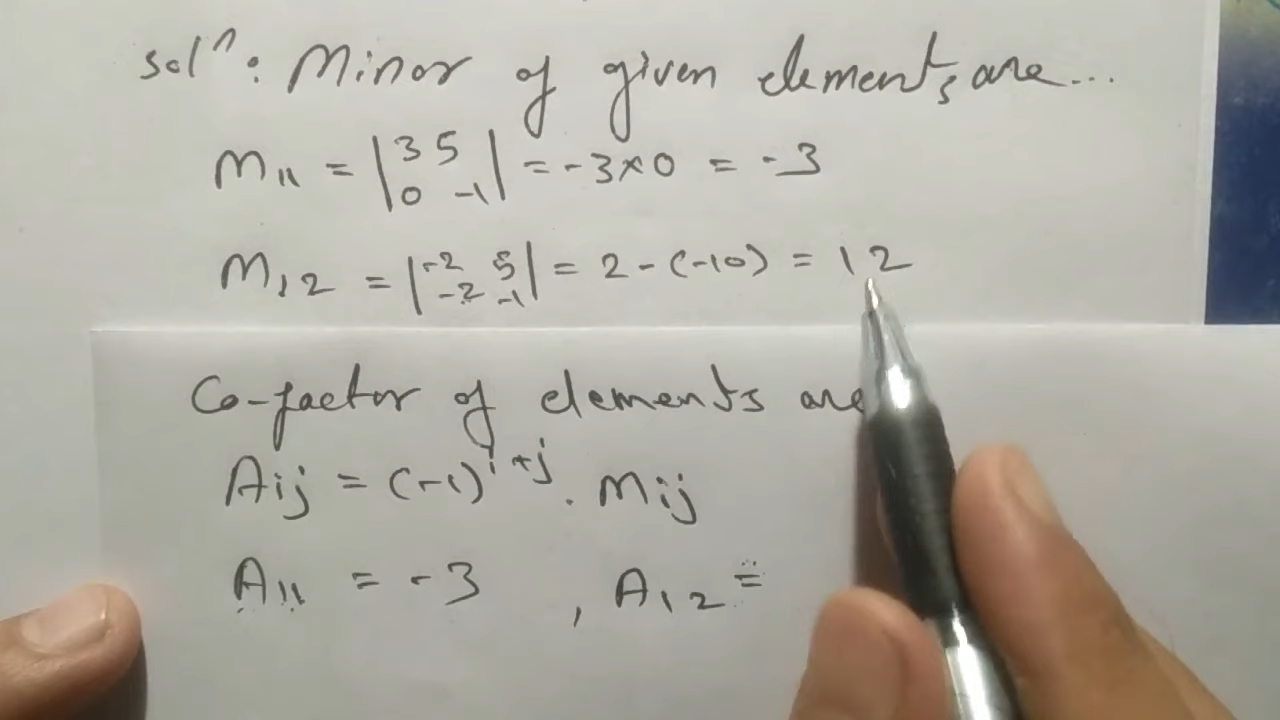 solⁿ: Minor of given elements are...
M₁₁ = |3 5| = -3×0 = -3
|0 -1|
M₁₂ = |-2 5| = 2-(-10) = 12
|-2 -1|
Co-factor of elements are
Aij = (-1)^i+j . Mij
A₁₁ = -3 , A₁₂ =